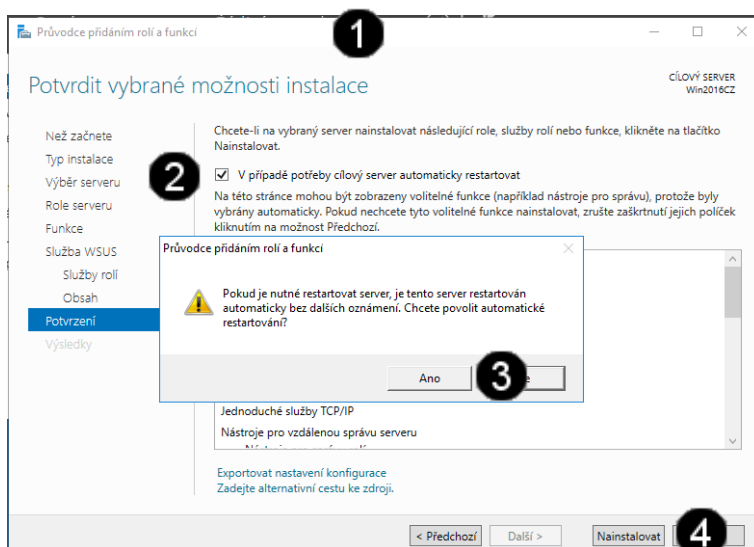 Průvodce přidáním rolí a funkcí
1
Potvrdit vybrané možnosti instalace
CÍLOVÝ SERVER
Win2016CZ
Než začnete
Typ instalace
Výběr serveru
Role serveru
Funkce
Služba WSUS
Služby rolí
Obsah
Potvrzení
Výsledky
Chcete-li na vybraný server nainstalovat následující role, služby rolí nebo funkce, klikněte na tlačítko
Nainstalovat.
2
V případě potřeby cílový server automaticky restartovat
Na této stránce mohou být zobrazeny volitelné funkce (například nástroje pro správu), protože byly
vybrány automaticky. Pokud nechcete tyto volitelné funkce nainstalovat, zrušte zaškrtnutí jejich políček
kliknutím na možnost Předchozí.
Průvodce přidáním rolí a funkcí
Pokud je nutné restartovat server, je tento server restartován
automaticky bez dalších oznámení. Chcete povolit automatické
restartování?
Ano
3
Jednoduché služby TCP/IP
Nástroje pro vzdálenou správu serveru
Exportovat nastavení konfigurace
Zadejte alternativní cestu ke zdroji.
< Předchozí
Další >
Nainstalovat
4